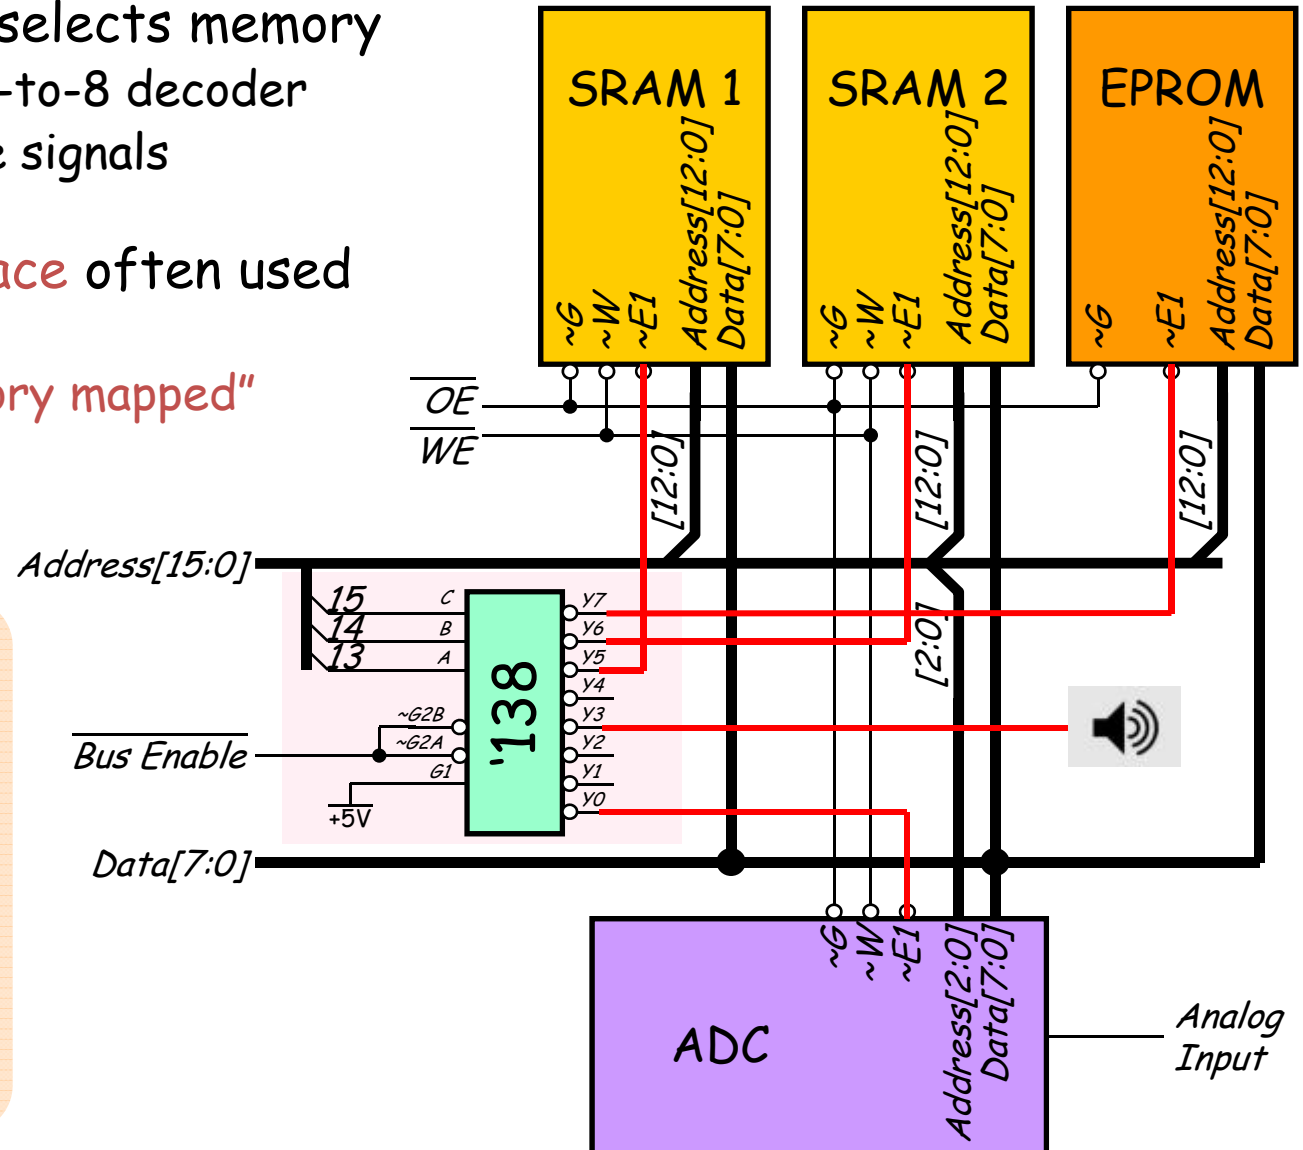 selects memory
-to-8 decoder
e signals
ace often used
ory mapped”
SRAM 1
~G
~W
~E1
Address[12:0]
Data[7:0]
SRAM 2
~G
~W
~E1
Address[12:0]
Data[7:0]
EPROM
~G
~E1
Address[12:0]
Data[7:0]
OE
WE
[12:0]
[12:0]
[12:0]
Address[15:0]
15
14
13
C
B
A
~G2B
~G2A
G1
'138
Y7
Y6
Y5
Y4
Y3
Y2
Y1
Y0
[2:0]
Bus Enable
+5V
Data[7:0]
~G
~W
~E1
Address[2:0]
Data[7:0]
ADC
Analog
Input